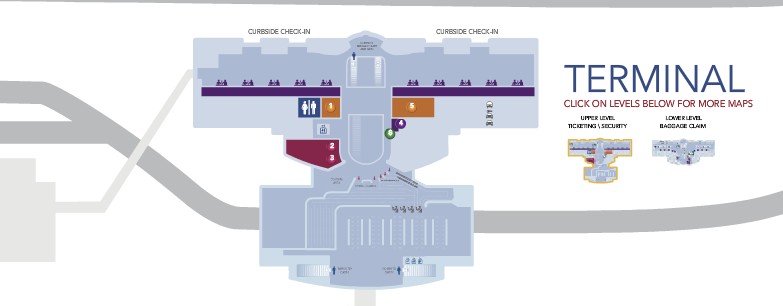 CURBSIDE CHECK-IN
CURBSIDE CHECK-IN
TERMINAL
CLICK ON LEVELS BELOW FOR MORE MAPS
UPPER LEVEL
TICKETING \ SECURITY
LOWER LEVEL
BAGGAGE CLAIM
1
5
4
6
2
3